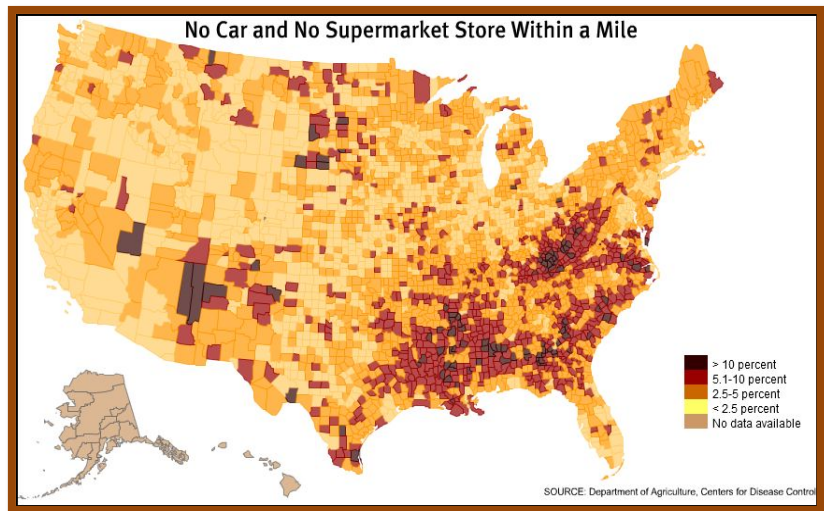 No Car and No Supermarket Store Within a Mile
> 10 percent
5.1-10 percent
2.5-5 percent
< 2.5 percent
No data available
SOURCE: Department of Agriculture, Centers for Disease Control